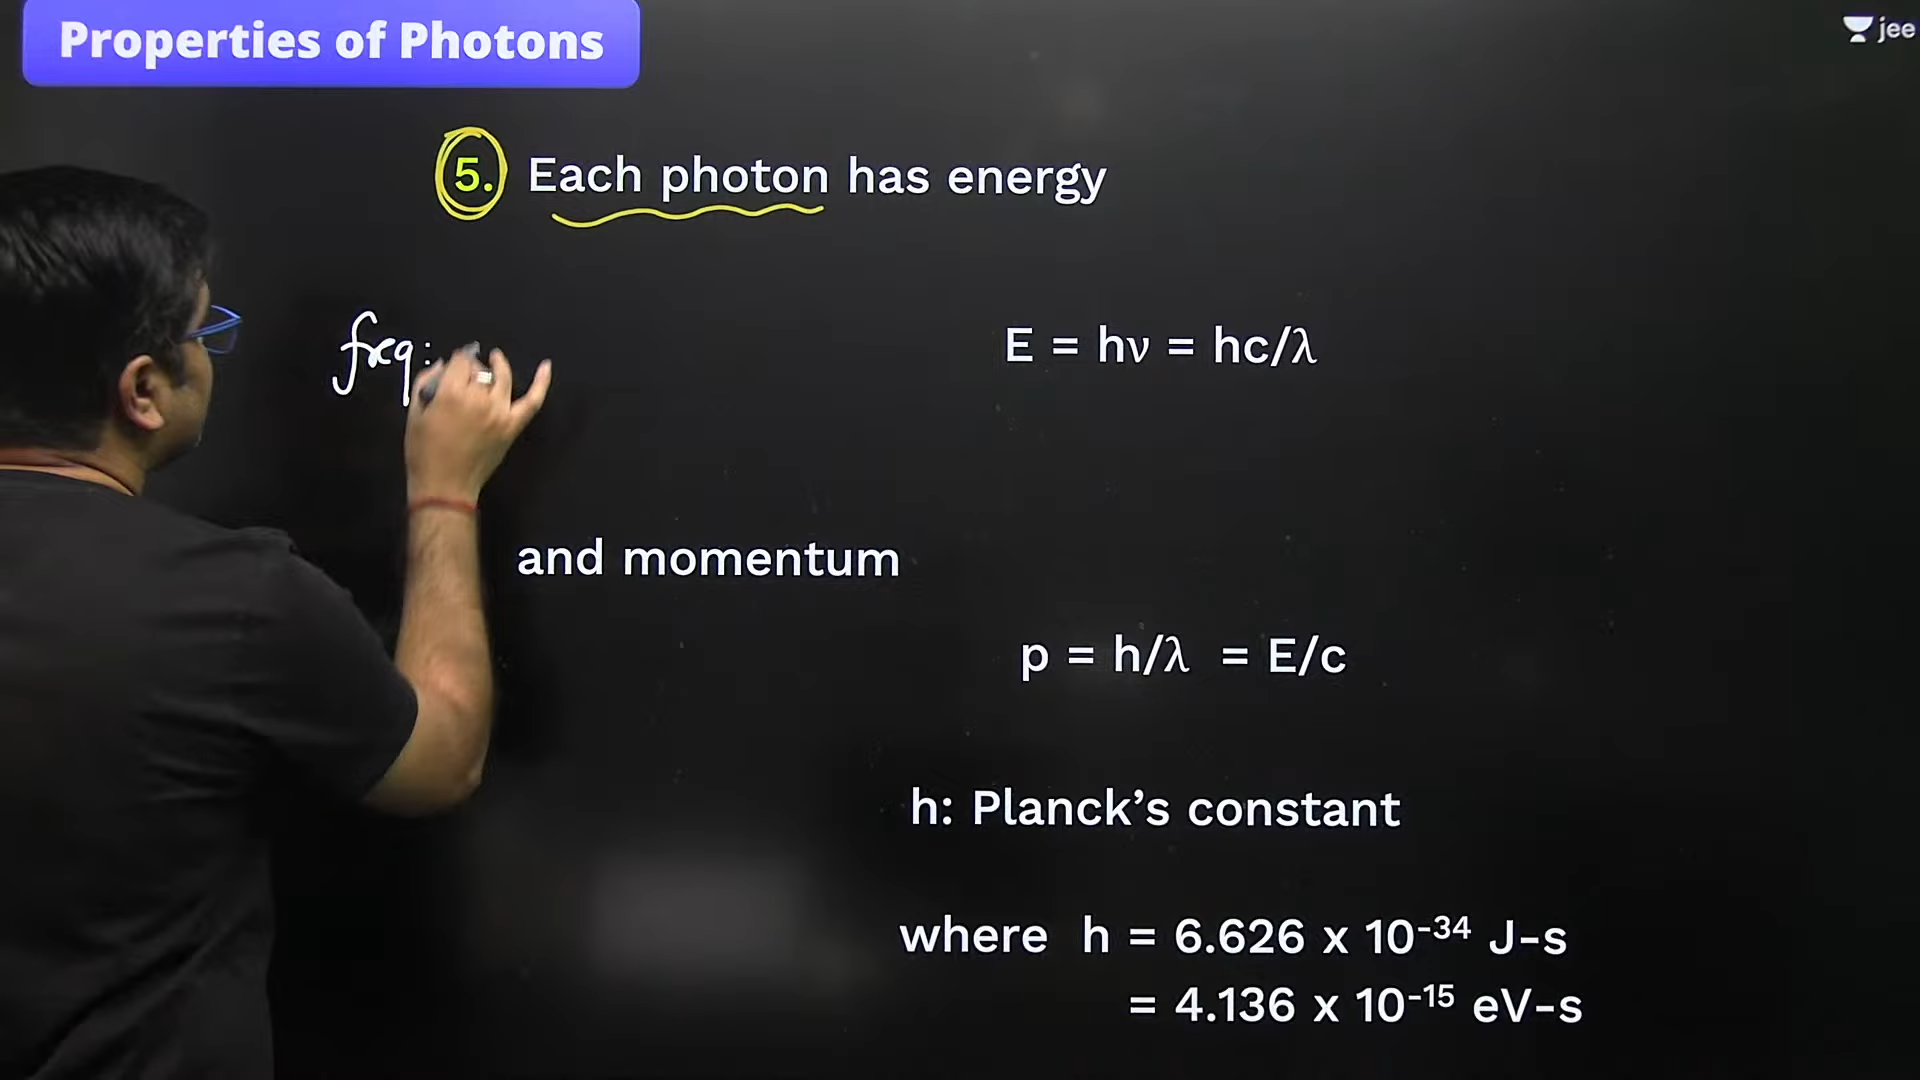 Properties of Photons
jee
5. Each photon has energy
freq:
E = hν = hc/λ
and momentum
p = h/λ = E/c
h: Planck’s constant
where h = 6.626 x 10⁻³⁴ J-s
= 4.136 x 10⁻¹⁵ eV-s